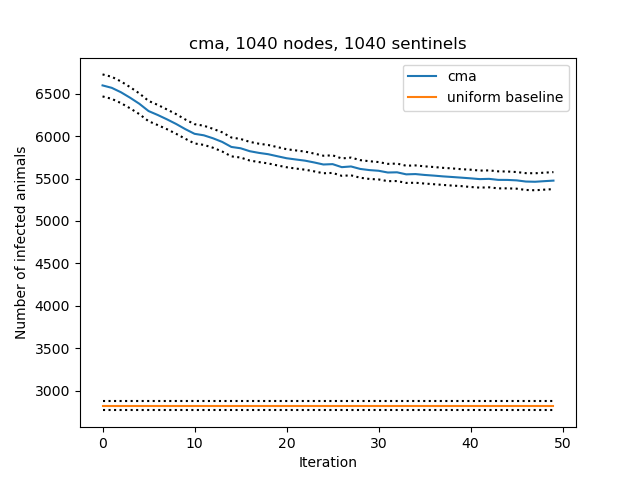 cma, 1040 nodes, 1040 sentinels
cma
uniform baseline
Number of infected animals
6500
6000
5500
5000
4500
4000
3500
3000
0 10 20 30 40 50
Iteration